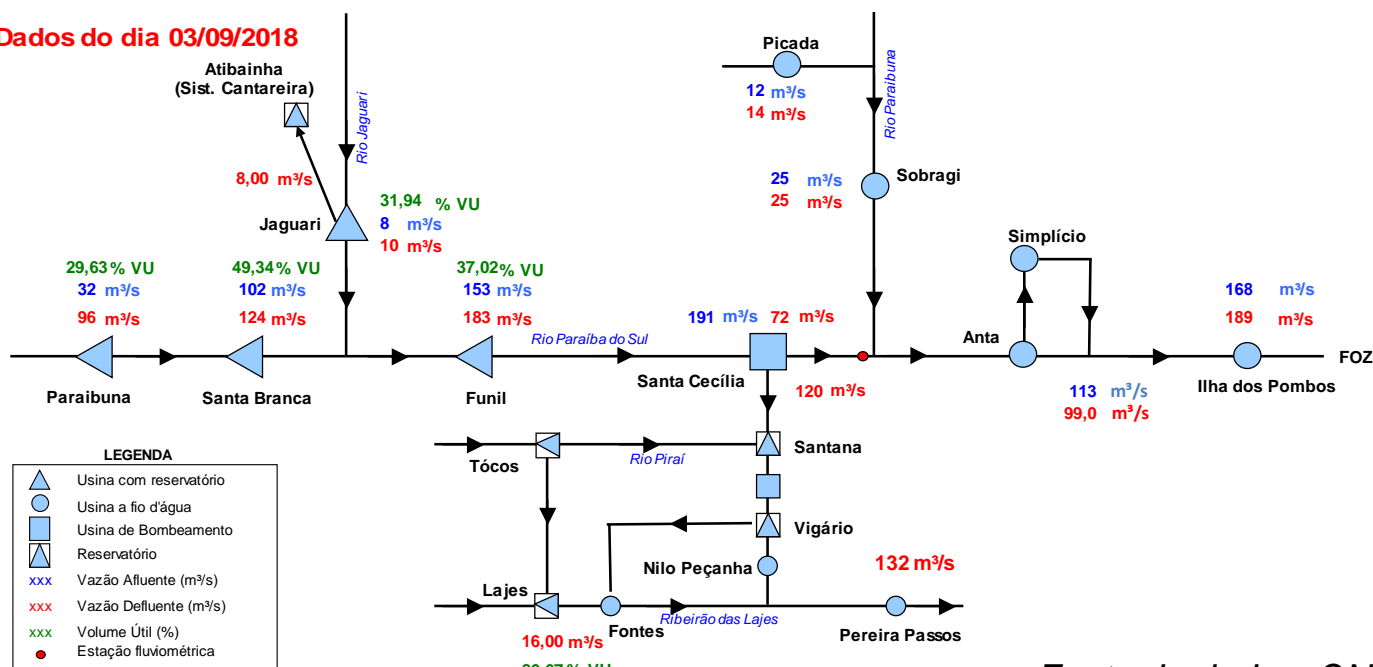 Dados do dia 03/09/2018
Atibainha
(Sist. Cantareira)
8,00 m³/s
Rio Jaguari
Jaguari
31,94 % VU
8 m³/s
10 m³/s
Picada
12 m³/s
14 m³/s
Rio Paraibuna
25 m³/s
25 m³/s
Sobragi
Simplício
29,63% VU
32 m³/s
96 m³/s
Paraibuna
49,34% VU
102 m³/s
124 m³/s
Santa Branca
37,02% VU
153 m³/s
183 m³/s
Funil
Rio Paraíba do Sul
191 m³/s 72 m³/s
Santa Cecília
120 m³/s
Anta
113 m³/s
99,0 m³/s
168 m³/s
189 m³/s
Ilha dos Pombos
FOZ
Tócos
Rio Piraí
Santana
Vigário
Nilo Peçanha
132 m³/s
Lajes
16,00 m³/s
Fontes
Ribeirão das Lajes
Pereira Passos
LEGENDA
Usina com reservatório
Usina a fio d'água
Usina de Bombeamento
Reservatório
xxx Vazão Afluente (m³/s)
xxx Vazão Defluente (m³/s)
xxx Volume Útil (%)
Estação fluviométrica